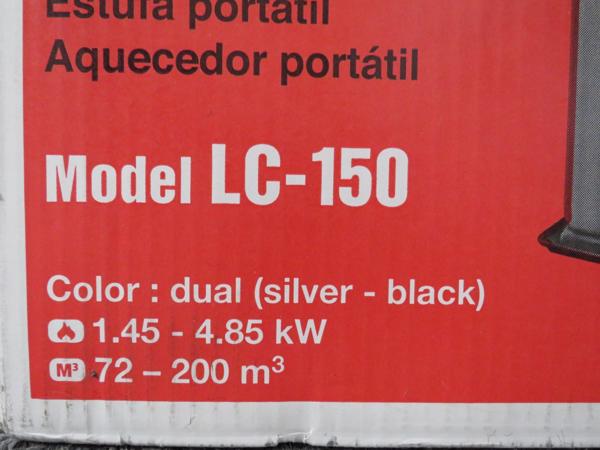 Estufa portátil
Aquecedor portátil
Model LC-150
Color : dual (silver - black)
1.45 - 4.85 kW
M³ 72 – 200 m³